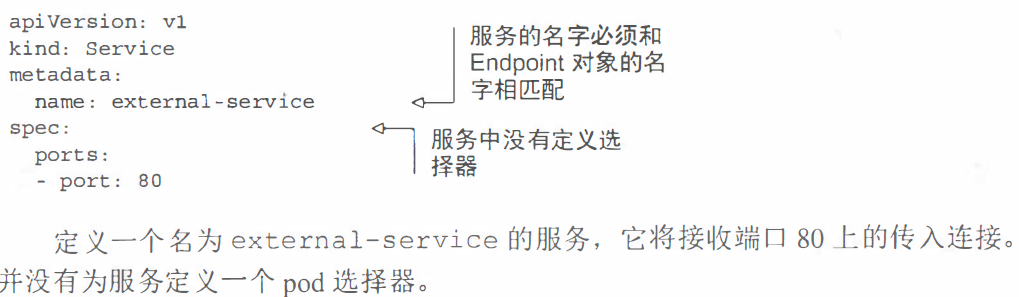 apiVersion: v1
kind: Service
metadata:
  name: external-service
spec:
  ports:
  - port: 80
服务的名字必须和
Endpoint 对象的名
字相匹配
服务中没有定义选
择器
定义一个名为 external-service 的服务，它将接收端口 80 上的传入连接。
并没有为服务定义一个 pod 选择器。